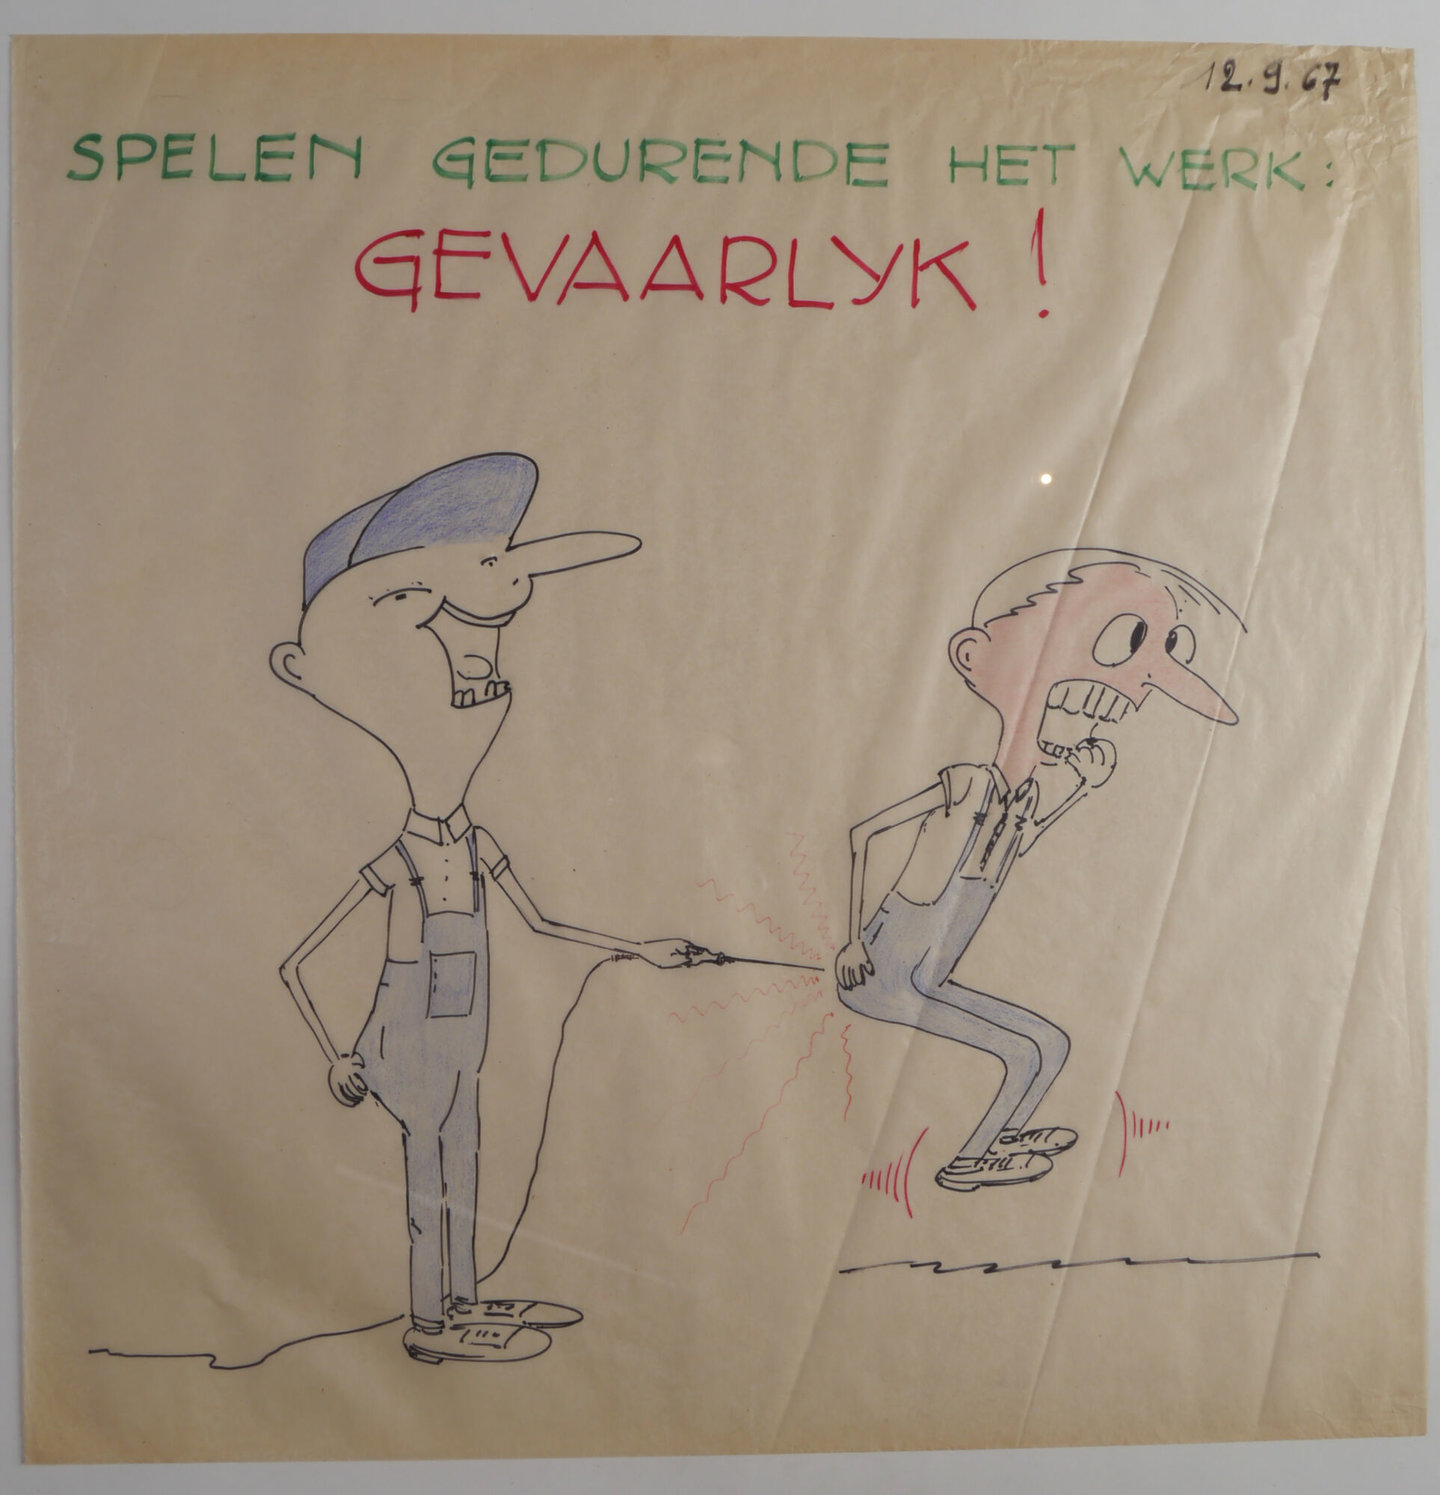 12.9.67
SPELEN GEDURENDE HET WERK:
GEVAARLYK!